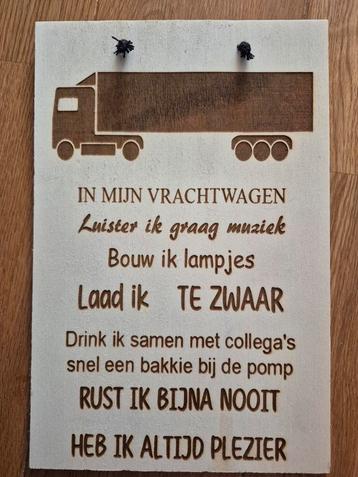 IN MIJN VRACHTWAGEN
Luister ik graag muziek
Bouw ik lampjes
Laad ik TE ZWAAR
Drink ik samen met collega's
snel een bakkie bij de pomp
RUST IK BIJNA NOOIT
HEB IK ALTIJD PLEZIER